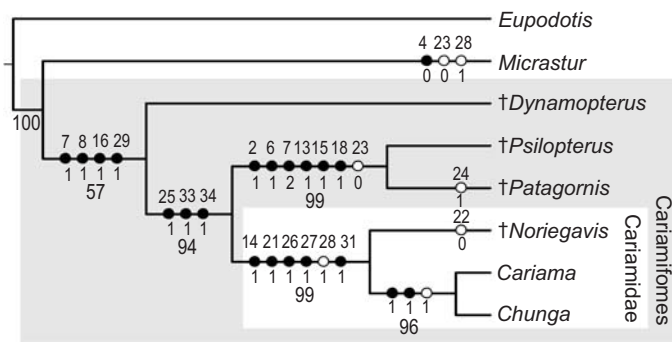 Eupodotis
4 23 28
Micrastur
0 0 1
100
†Dynamopterus
7 8 16 29
1 1 1 1
57
2 6 7 13 15 18 23
1 1 2 1 1 1 0
99
†Psilopterus
24
†Patagornis
1
25 33 34
1 1 1
94
22
†Noriegavis
0
14 21 26 27 28 31
1 1 1 1 1 1
99
Cariama
1 1 1
96
Chunga
Cariamidae
Cariamifomes